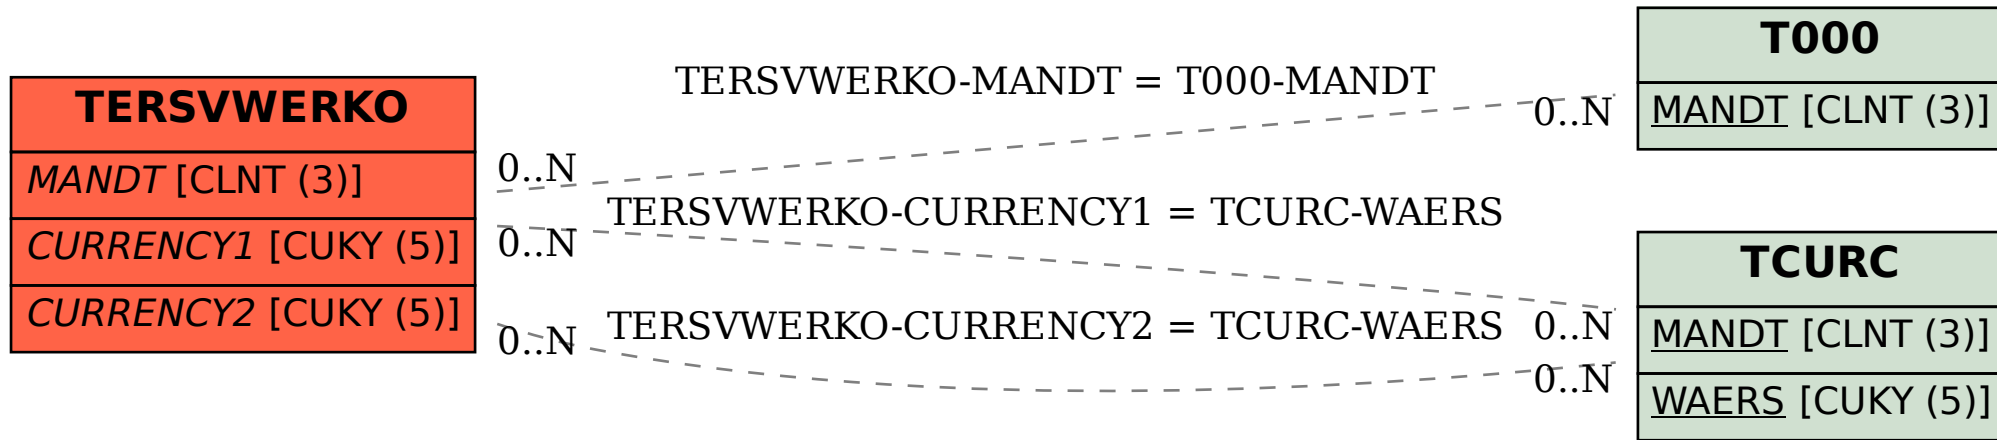 TERSVWERKO
MANDT [CLNT (3)]
CURRENCY1 [CUKY (5)]
CURRENCY2 [CUKY (5)]
TERSVWERKO-MANDT = T000-MANDT
0..N
0..N
TERSVWERKO-CURRENCY1 = TCURC-WAERS
0..N
0..N
TERSVWERKO-CURRENCY2 = TCURC-WAERS
0..N
0..N
T000
MANDT [CLNT (3)]
TCURC
MANDT [CLNT (3)]
WAERS [CUKY (5)]